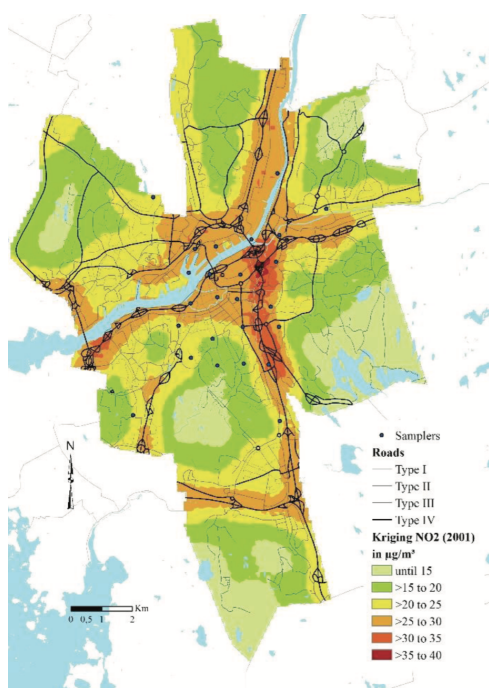 N
Km
0 0,5 1 2
Samplers
Roads
Type I
Type II
Type III
Type IV
Kriging NO2 (2001)
in µg/m³
until 15
>15 to 20
>20 to 25
>25 to 30
>30 to 35
>35 to 40